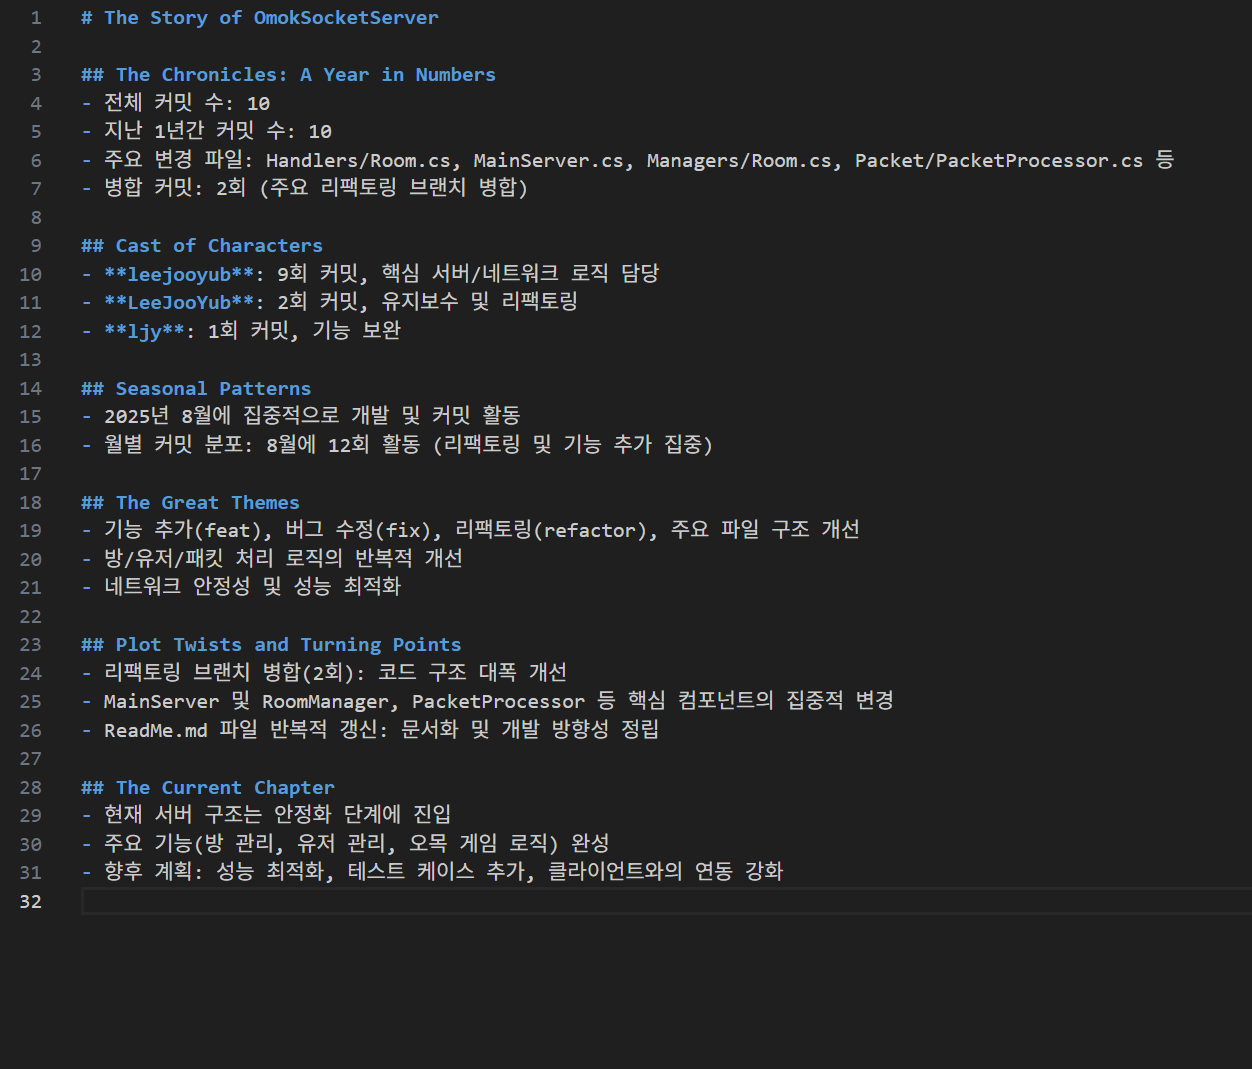 1 # The Story of OmokSocketServer
2
3 ## The Chronicles: A Year in Numbers
4 - 전체 커밋 수: 10
5 - 지난 1년간 커밋 수: 10
6 - 주요 변경 파일: Handlers/Room.cs, MainServer.cs, Managers/Room.cs, Packet/PacketProcessor.cs 등
7 - 병합 커밋: 2회 (주요 리팩토링 브랜치 병합)
8
9 ## Cast of Characters
10 - **leejooyub**: 9회 커밋, 핵심 서버/네트워크 로직 담당
11 - **LeeJooYub**: 2회 커밋, 유지보수 및 리팩토링
12 - **ljy**: 1회 커밋, 기능 보완
13
14 ## Seasonal Patterns
15 - 2025년 8월에 집중적으로 개발 및 커밋 활동
16 - 월별 커밋 분포: 8월에 12회 활동 (리팩토링 및 기능 추가 집중)
17
18 ## The Great Themes
19 - 기능 추가(feat), 버그 수정(fix), 리팩토링(refactor), 주요 파일 구조 개선
20 - 방/유저/패킷 처리 로직의 반복적 개선
21 - 네트워크 안정성 및 성능 최적화
22
23 ## Plot Twists and Turning Points
24 - 리팩토링 브랜치 병합(2회): 코드 구조 대폭 개선
25 - MainServer 및 RoomManager, PacketProcessor 등 핵심 컴포넌트의 집중적 변경
26 - ReadMe.md 파일 반복적 갱신: 문서화 및 개발 방향성 정립
27
28 ## The Current Chapter
29 - 현재 서버 구조는 안정화 단계에 진입
30 - 주요 기능(방 관리, 유저 관리, 오목 게임 로직) 완성
31 - 향후 계획: 성능 최적화, 테스트 케이스 추가, 클라이언트와의 연동 강화
32